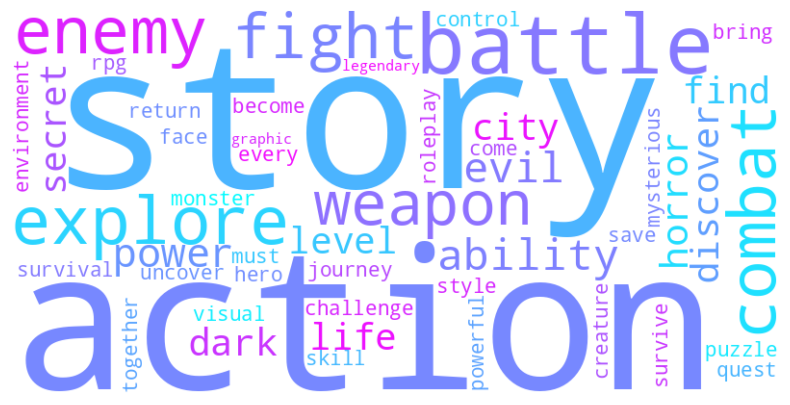 enemy
fight
battle
control
bring
rpg
legendary
story
environment
secret
return
become
face
graphic
every
roleplay
city
come
evil
find
mysterious
horror
discover
combat
explore
monster
weapon
save
power
must
level
ability
survival
uncover
hero
journey
action
together
visual
dark
challenge
life
skill
style
powerful
creature
survive
puzzle
quest